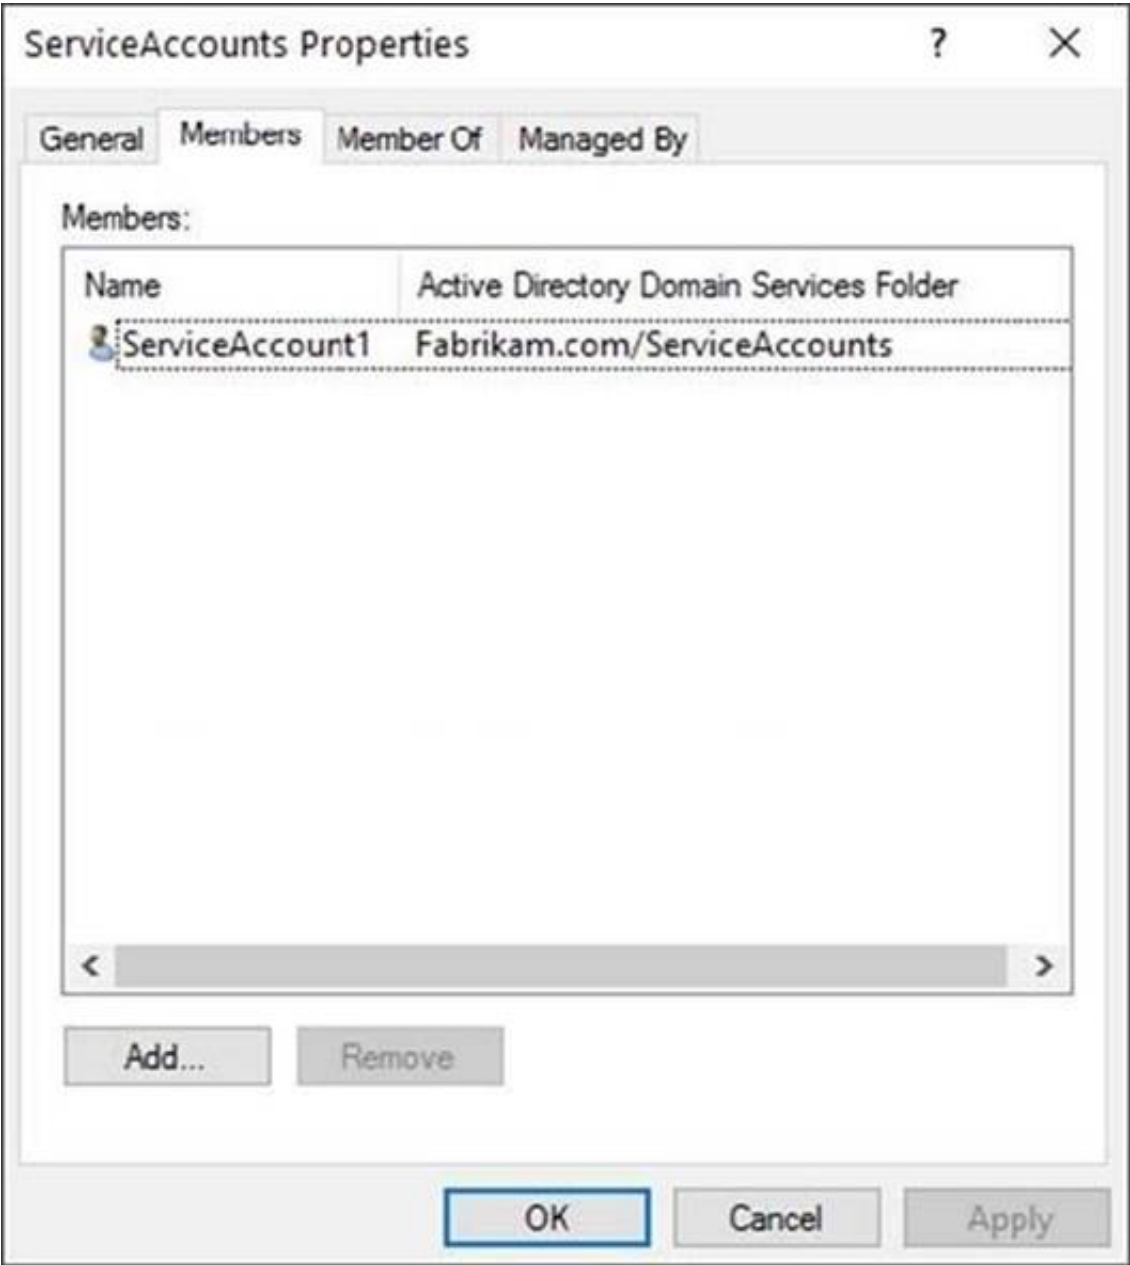 ServiceAccounts Properties ? X
General Members Member Of Managed By
Members:
Name Active Directory Domain Services Folder
ServiceAccount1 Fabrikam.com/ServiceAccounts
Add... Remove
OK Cancel Apply